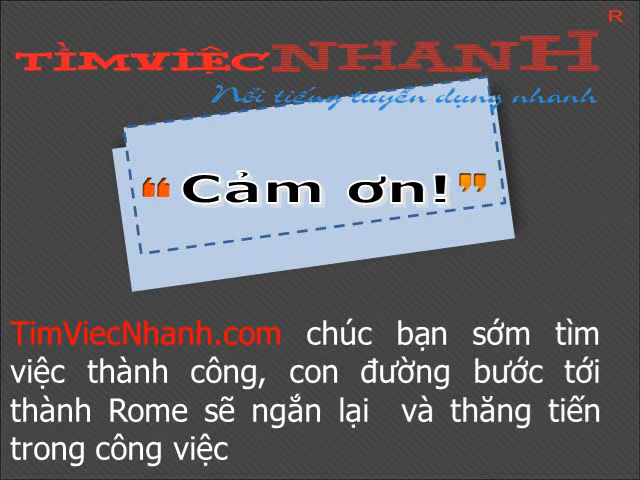 R
TÌMVIỆCNHANH
Nổi tiếng tuyển dụng nhanh
“ Cảm ơn! ”
TimViecNhanh.com chúc bạn sớm tìm
việc thành công, con đường bước tới
thành Rome sẽ ngắn lại và thăng tiến
trong công việc